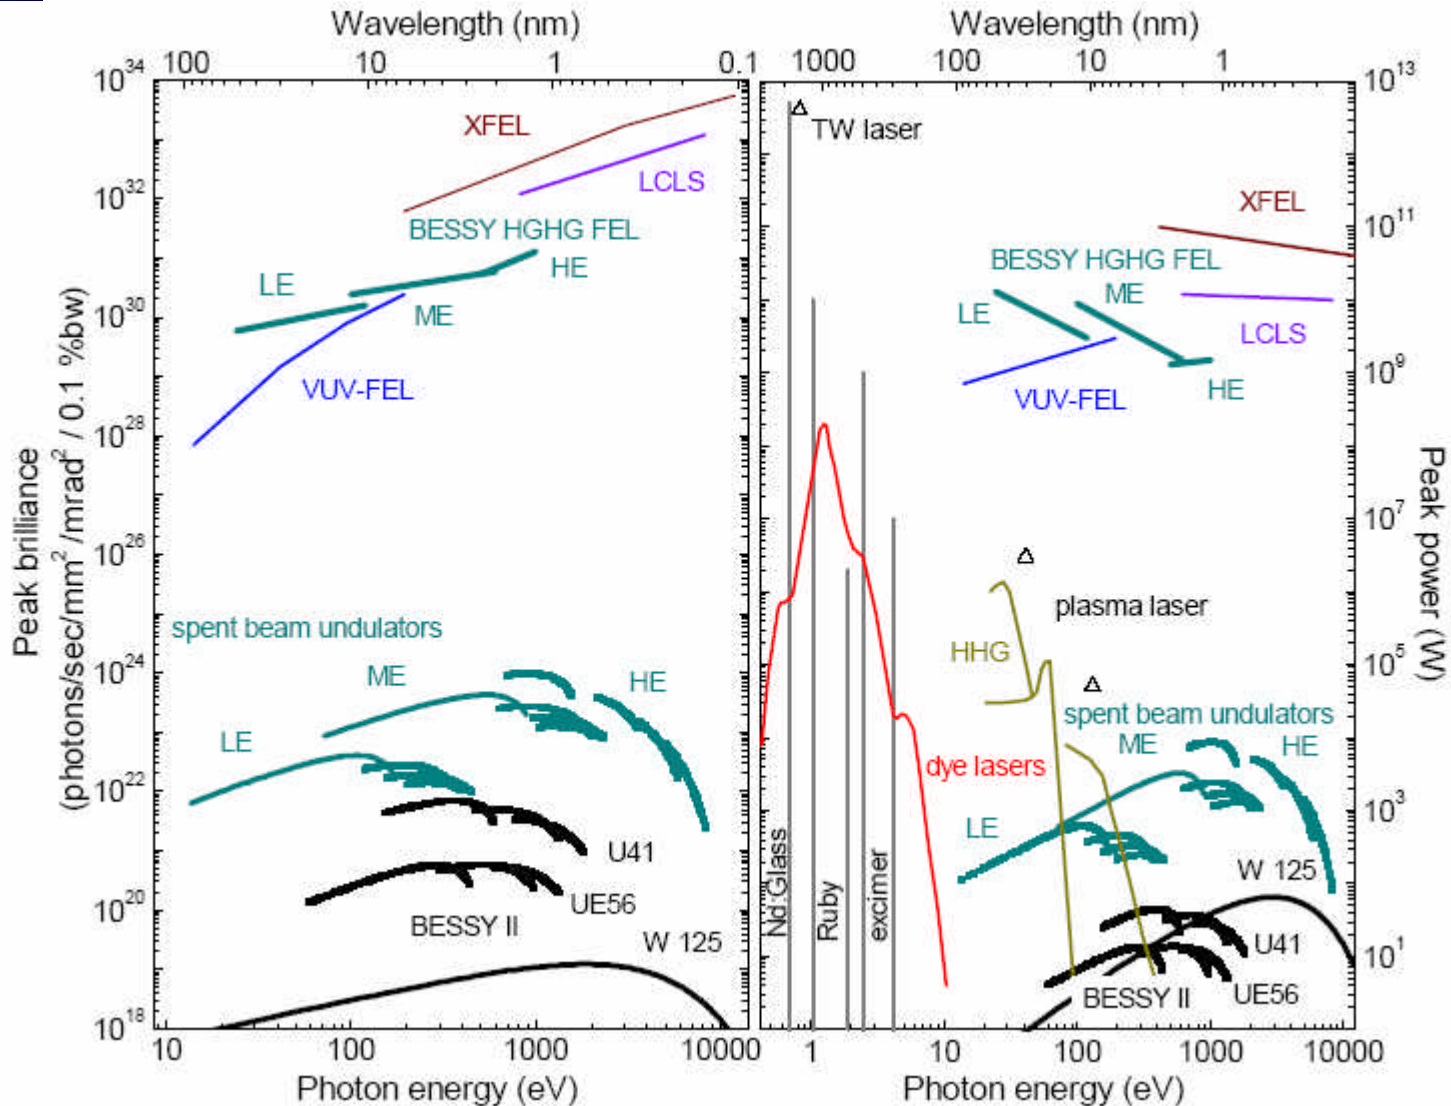 Wavelength (nm)
100 10 1 0.1
10^34
10^32
10^30
10^28
10^26
10^24
10^22
10^20
10^18
Peak brilliance
(photons/sec/mm^2 /mrad^2 / 0.1 %bw)
XFEL
LCLS
BESSY HGHG FEL
LE
HE
ME
VUV-FEL
spent beam undulators
ME
HE
LE
U41
UE56
BESSY II
W 125
10 100 1000 10000
Photon energy (eV)
Wavelength (nm)
1000 100 10 1
10^13
10^11
10^9
10^7
10^5
10^3
10^1
Peak power (W)
TW laser
XFEL
BESSY HGHG FEL
ME
LE
LCLS
VUV-FEL
HE
plasma laser
HHG
spent beam undulators
ME
HE
dye lasers
LE
W 125
Nd:Glass
Ruby
excimer
U41
UE56
BESSY II
1 10 100 1000 10000
Photon energy (eV)